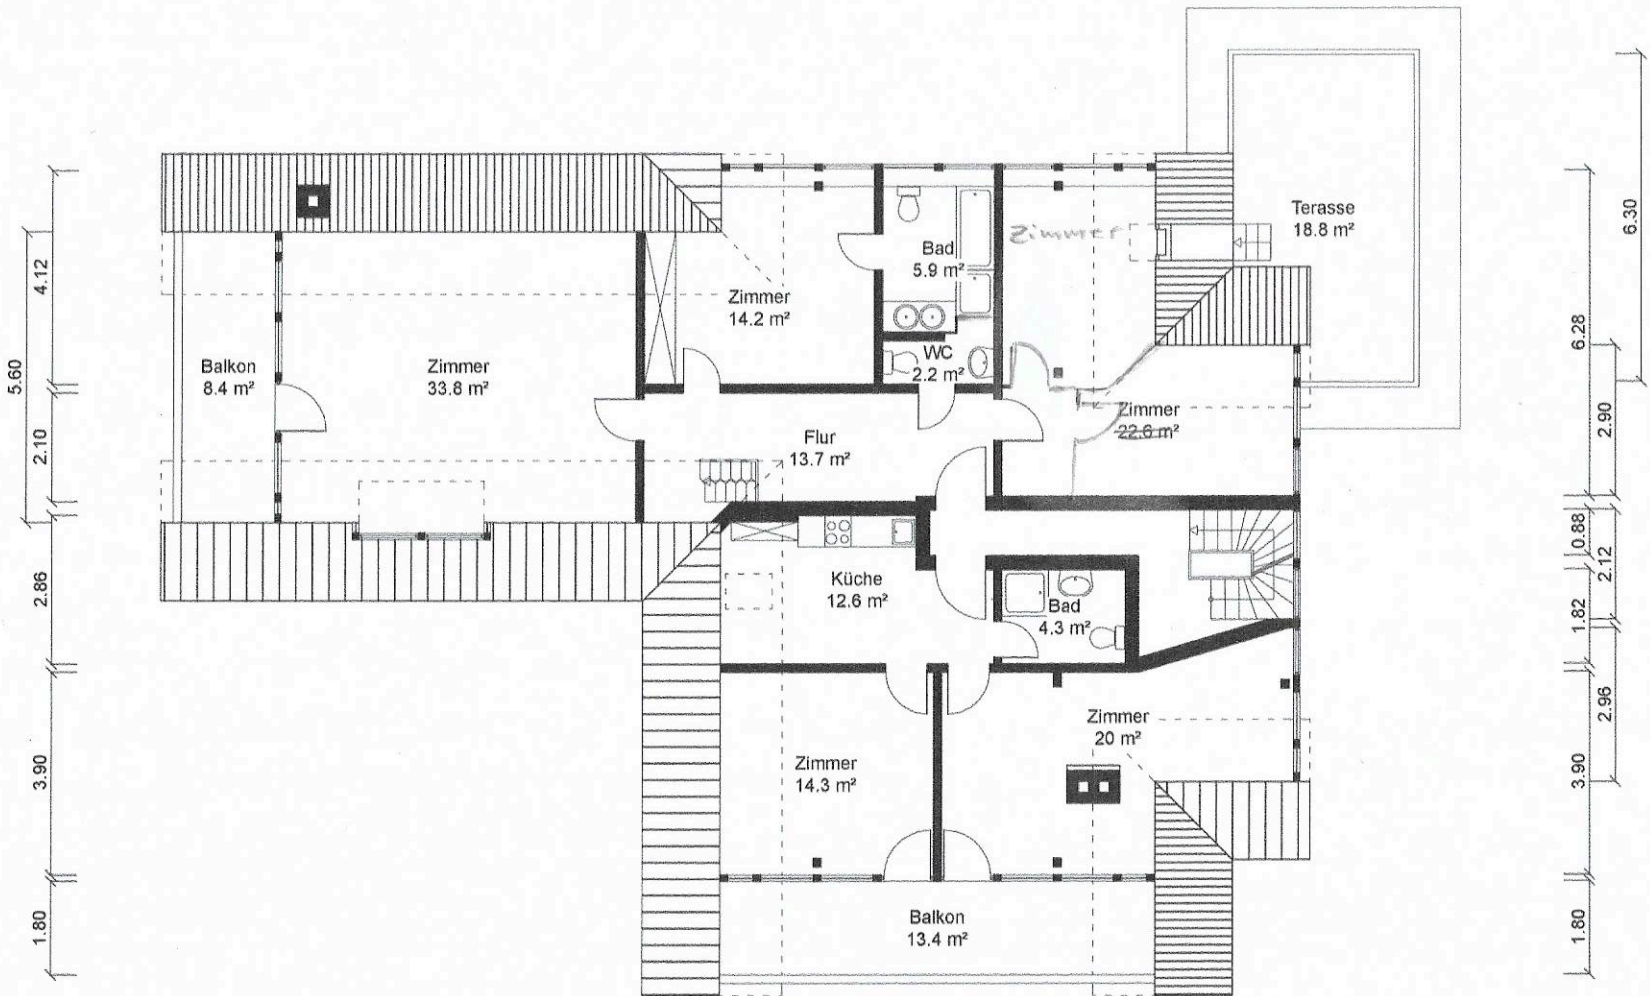 Terasse
18.8 m²
6.30
Zimmer
Bad
5.9 m²
4.12
Zimmer
14.2 m²
6.28
5.60
Balkon
8.4 m²
Zimmer
33.8 m²
WC
2.2 m²
Zimmer
22.6 m²
2.90
2.10
Flur
13.7 m²
0.88
2.12
2.86
Küche
12.6 m²
Bad
4.3 m²
1.82
2.96
Zimmer
20 m²
3.90
Zimmer
14.3 m²
3.90
1.80
Balkon
13.4 m²
1.80